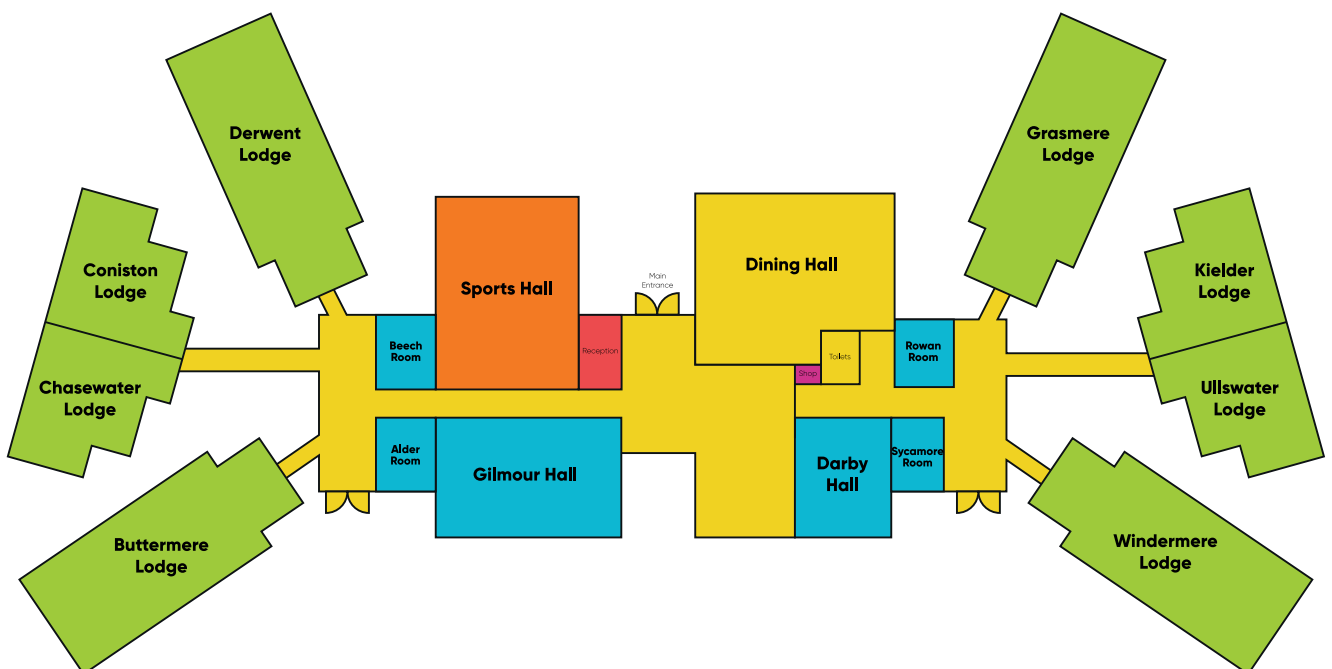 Derwent
Lodge
Grasmere
Lodge
Coniston
Lodge
Kielder
Lodge
Sports Hall
Main
Entrance
Dining Hall
Beech
Room
Reception
Toilets
Shop
Rowan
Room
Chasewater
Lodge
Ullswater
Lodge
Alder
Room
Gilmour Hall
Darby
Hall
Sycamore
Room
Buttermere
Lodge
Windermere
Lodge